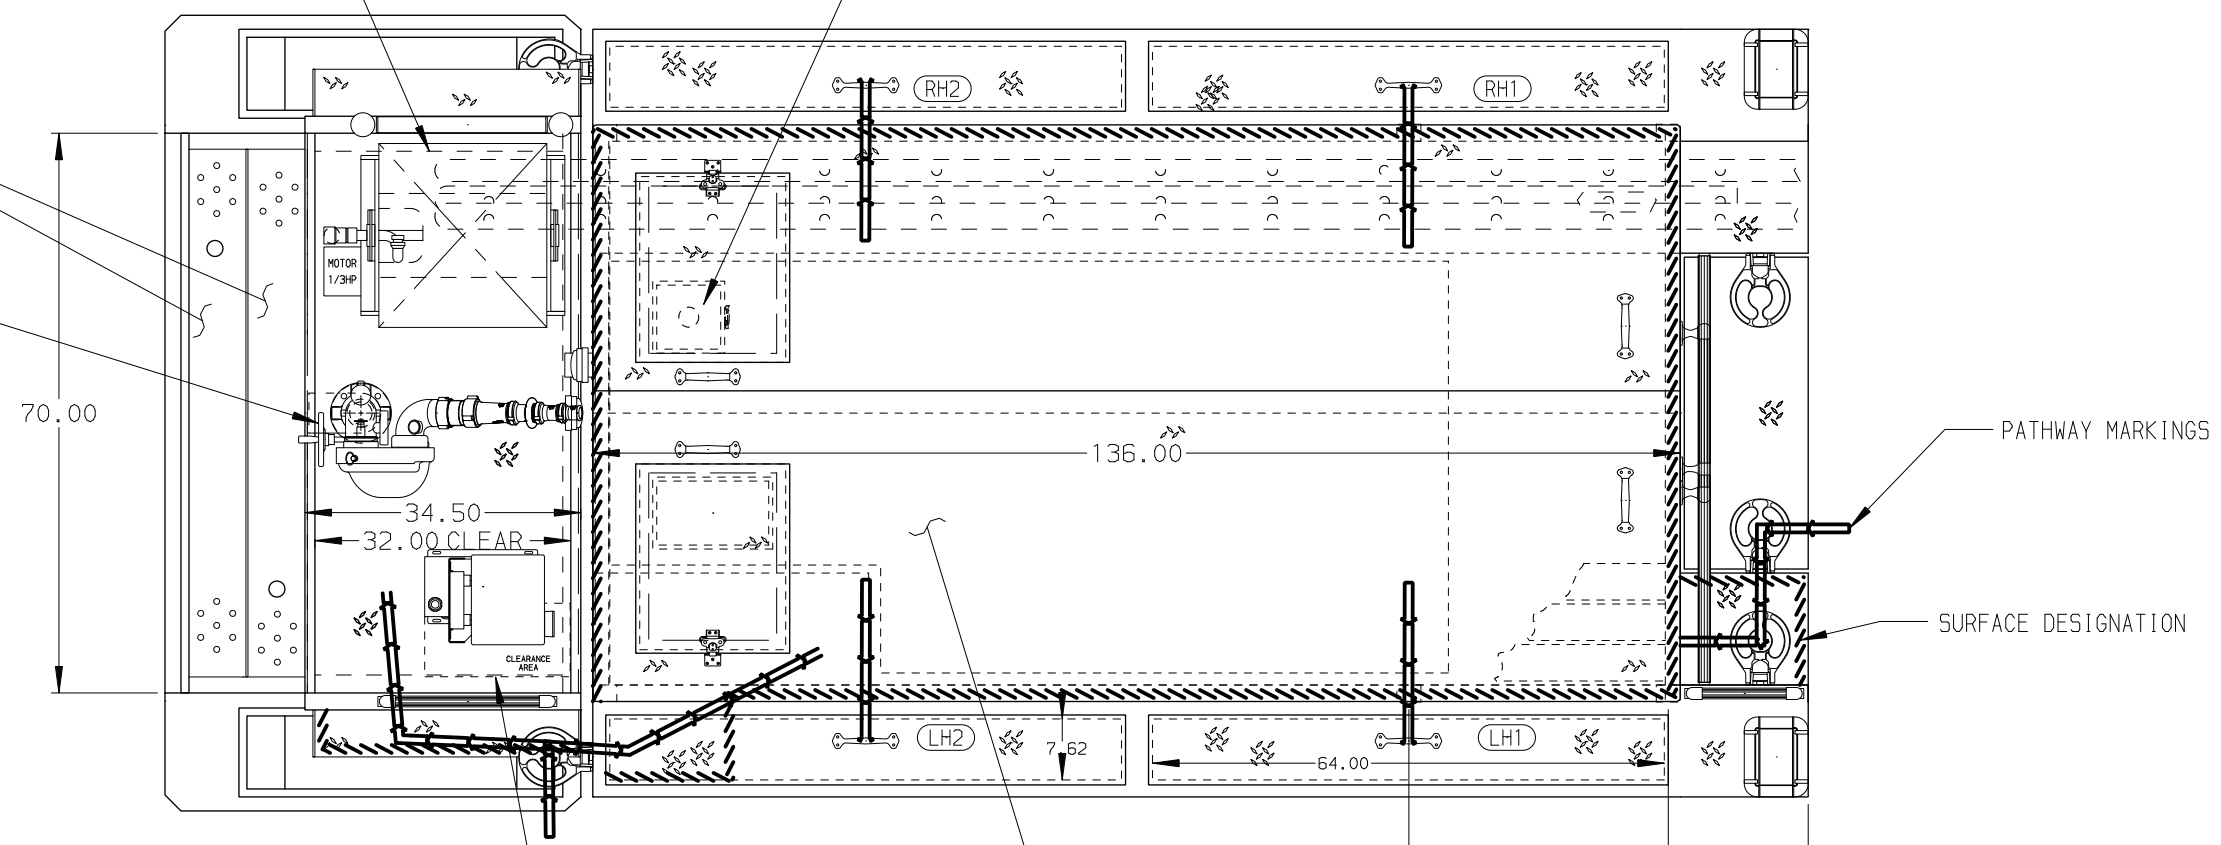 RH2
RH1
MOTOR
1/3HP
70.00
136.00
PATHWAY MARKINGS
34.50
32.00 CLEAR
SURFACE DESIGNATION
CLEARANCE
AREA
LH2
7.62
LH1
64.00